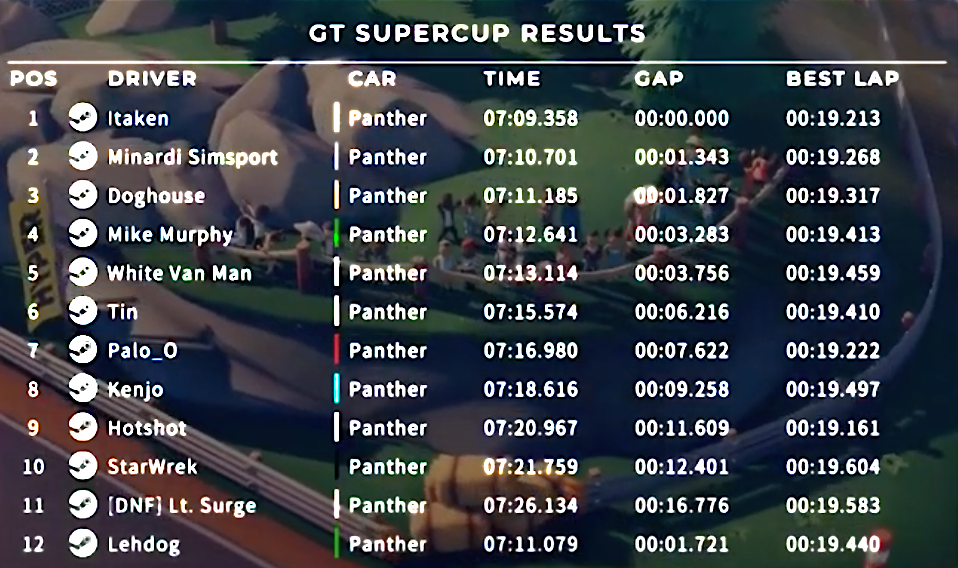 GT SUPERCUP RESULTS
POS DRIVER CAR TIME GAP BEST LAP
1 Itaken Panther 07:09.358 00:00.000 00:19.213
2 Minardi Simsport Panther 07:10.701 00:01.343 00:19.268
3 Doghouse Panther 07:11.185 00:01.827 00:19.317
4 Mike Murphy Panther 07:12.641 00:03.283 00:19.413
5 White Van Man Panther 07:13.114 00:03.756 00:19.459
6 Tin Panther 07:15.574 00:06.216 00:19.410
7 Palo_O Panther 07:16.980 00:07.622 00:19.222
8 Kenjo Panther 07:18.616 00:09.258 00:19.497
9 Hotshot Panther 07:20.967 00:11.609 00:19.161
10 StarWrek Panther 07:21.759 00:12.401 00:19.604
11 [DNF] Lt. Surge Panther 07:26.134 00:16.776 00:19.583
12 Lehdog Panther 07:11.079 00:01.721 00:19.440
HYPER